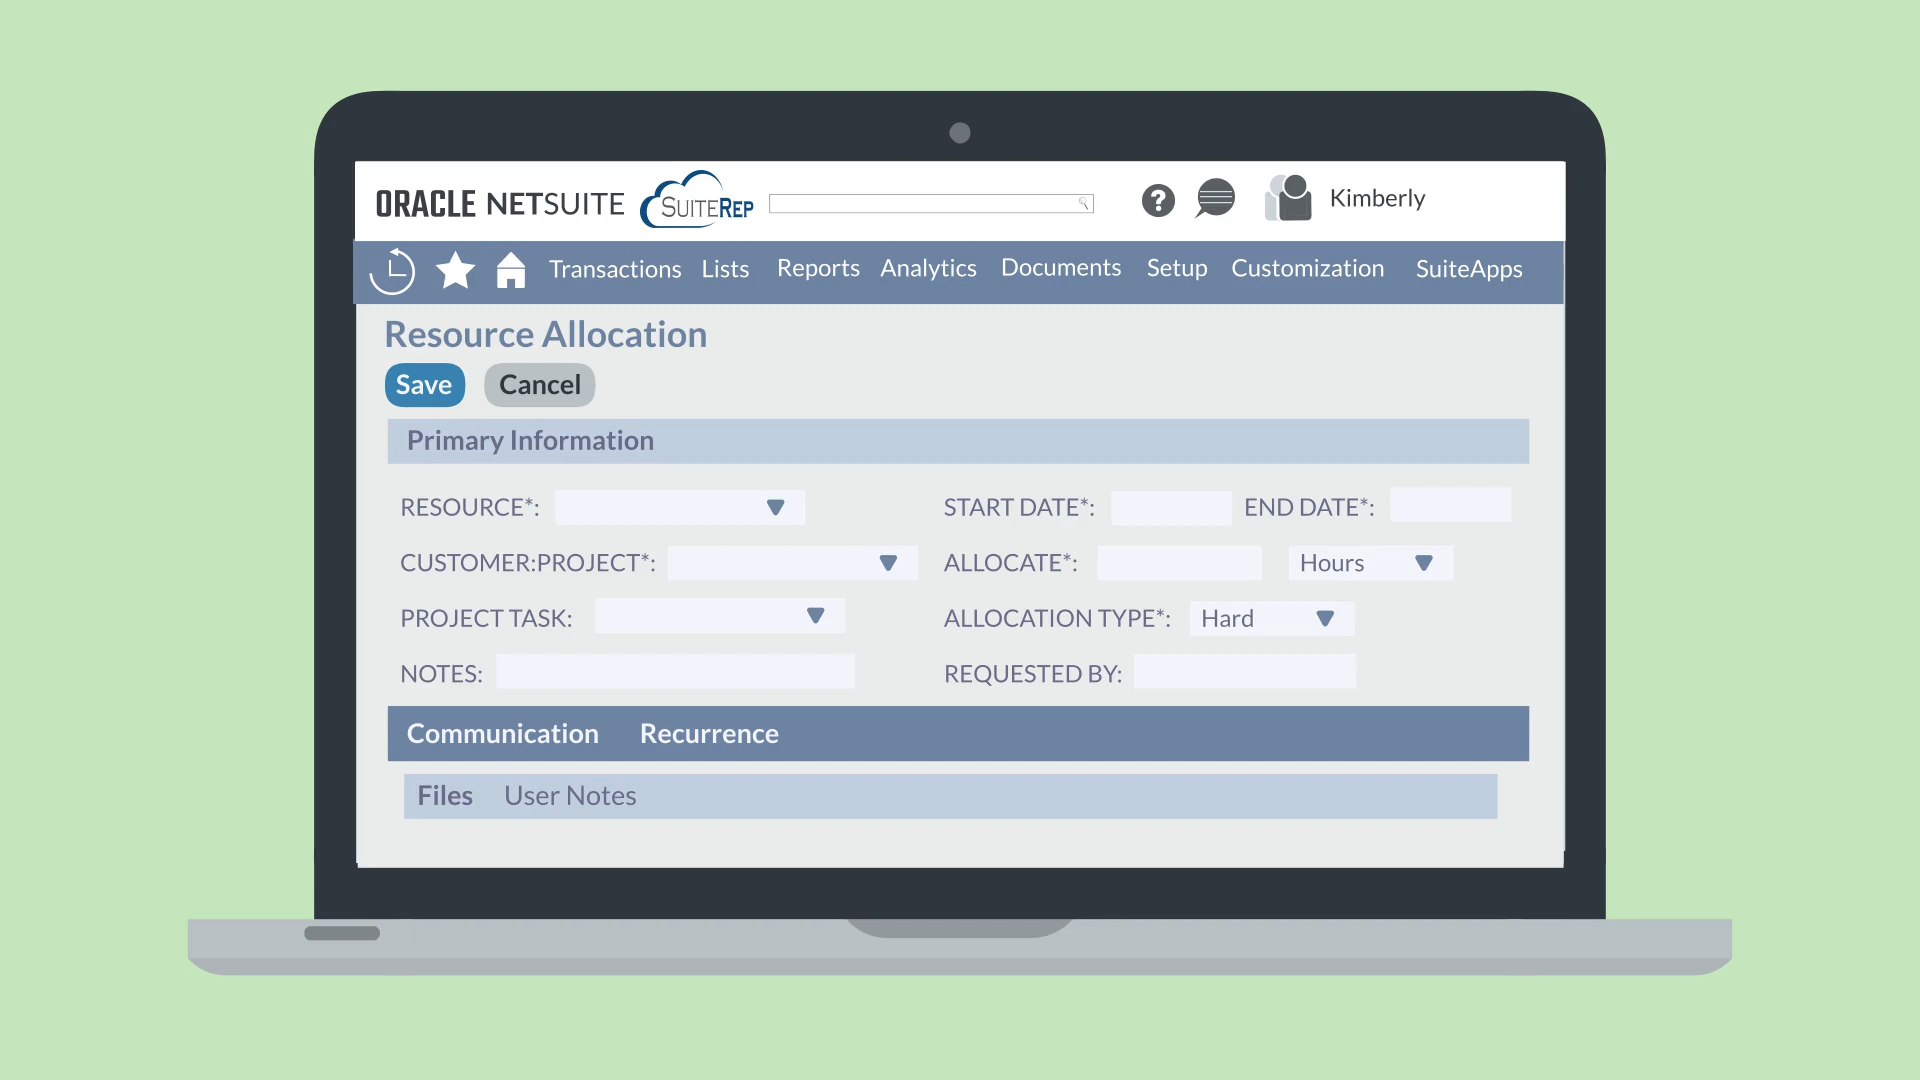 ORACLE NETSUITE SUITEREP ? Kimberly
Transactions Lists Reports Analytics Documents Setup Customization SuiteApps
Resource Allocation
Save Cancel
Primary Information
RESOURCE*: START DATE*: END DATE*:
CUSTOMER:PROJECT*: ALLOCATE*: Hours
PROJECT TASK: ALLOCATION TYPE*: Hard
NOTES: REQUESTED BY:
Communication Recurrence
Files User Notes